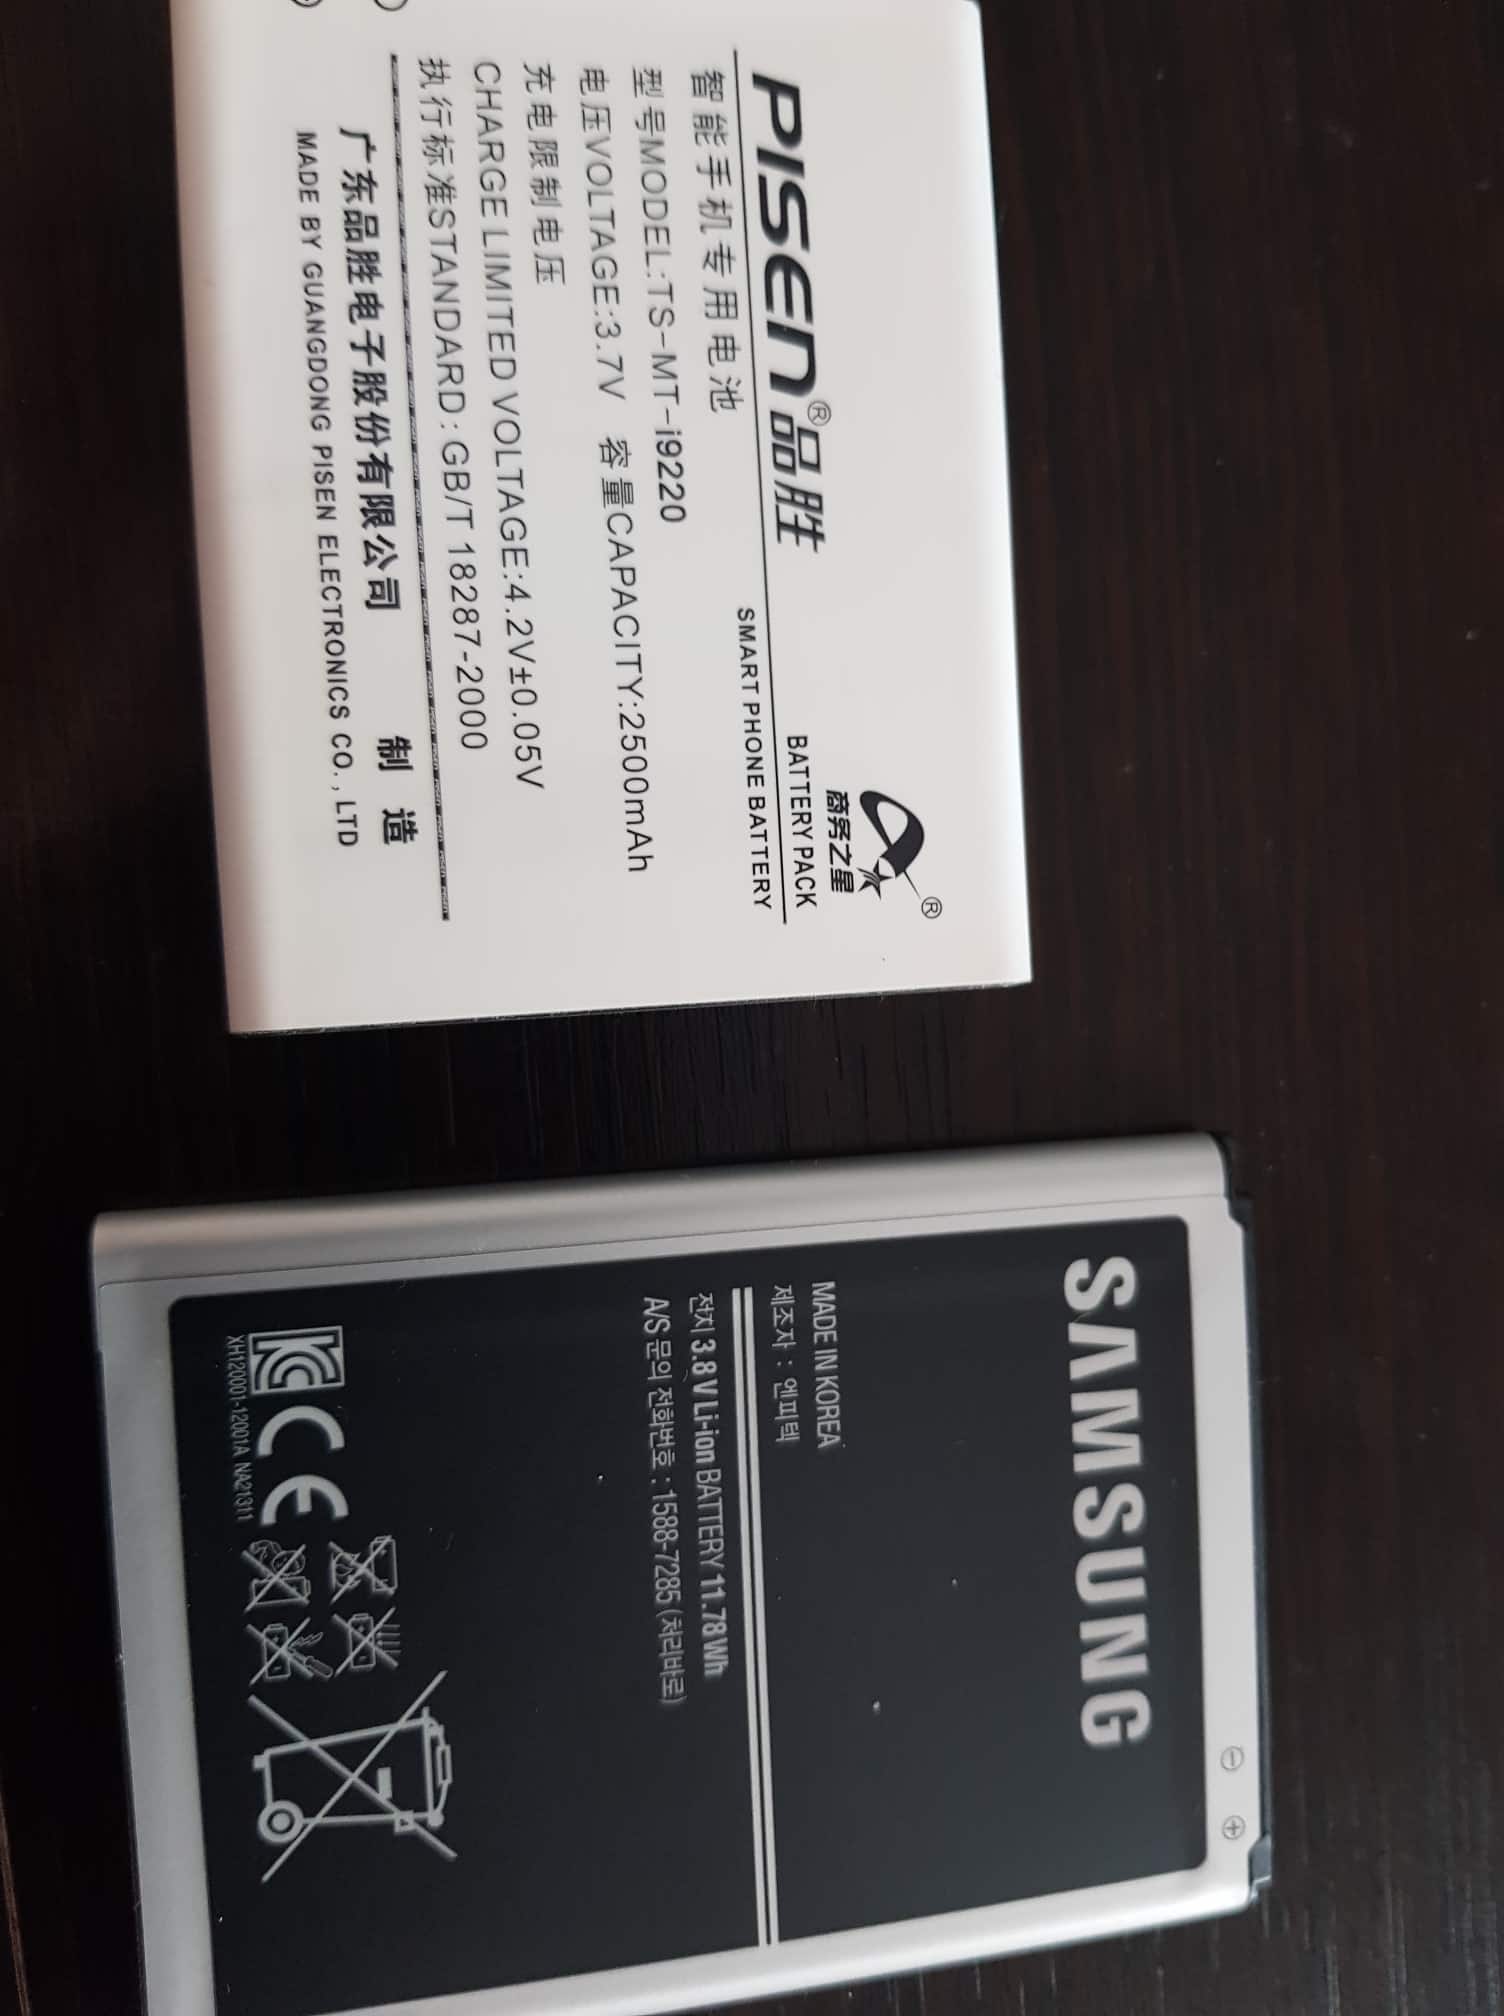 商务之星 ®
PISEN® 品胜 BATTERY PACK
智能手机专用电池 SMART PHONE BATTERY
型号MODEL:TS-MT-i9220
电压VOLTAGE:3.7V 容量CAPACITY:2500mAh
充电限制电压
CHARGE LIMITED VOLTAGE:4.2V±0.05V
执行标准STANDARD:GB/T 18287-2000
广东品胜电子股份有限公司 制造
MADE BY GUANGDONG PISEN ELECTRONICS CO.,LTD
⊖ ⊕
SAMSUNG
MADE IN KOREA
제조자 : 엔피텍
전지 3.8 V Li-ion BATTERY 11.78 Wh
A/S 문의 전화번호 : 1588-7285 (처리바로)
CE
XH120001-12001A NA21311